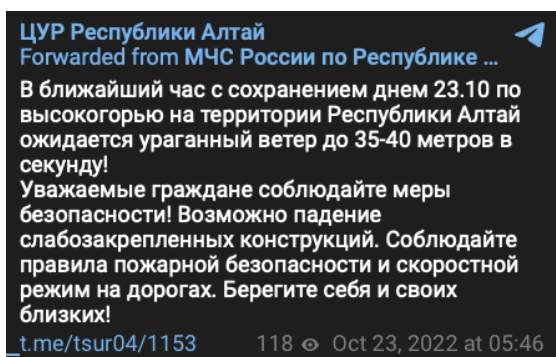 ЦУР Республики Алтай
Forwarded from МЧС России по Республике ...
В ближайший час с сохранением днем 23.10 по
высокогорью на территории Республики Алтай
ожидается ураганный ветер до 35-40 метров в
секунду!
Уважаемые граждане соблюдайте меры
безопасности! Возможно падение
слабозакрепленных конструкций. Соблюдайте
правила пожарной безопасности и скоростной
режим на дорогах. Берегите себя и своих
близких!
_t.me/tsur04/1153 118 Oct 23, 2022 at 05:46